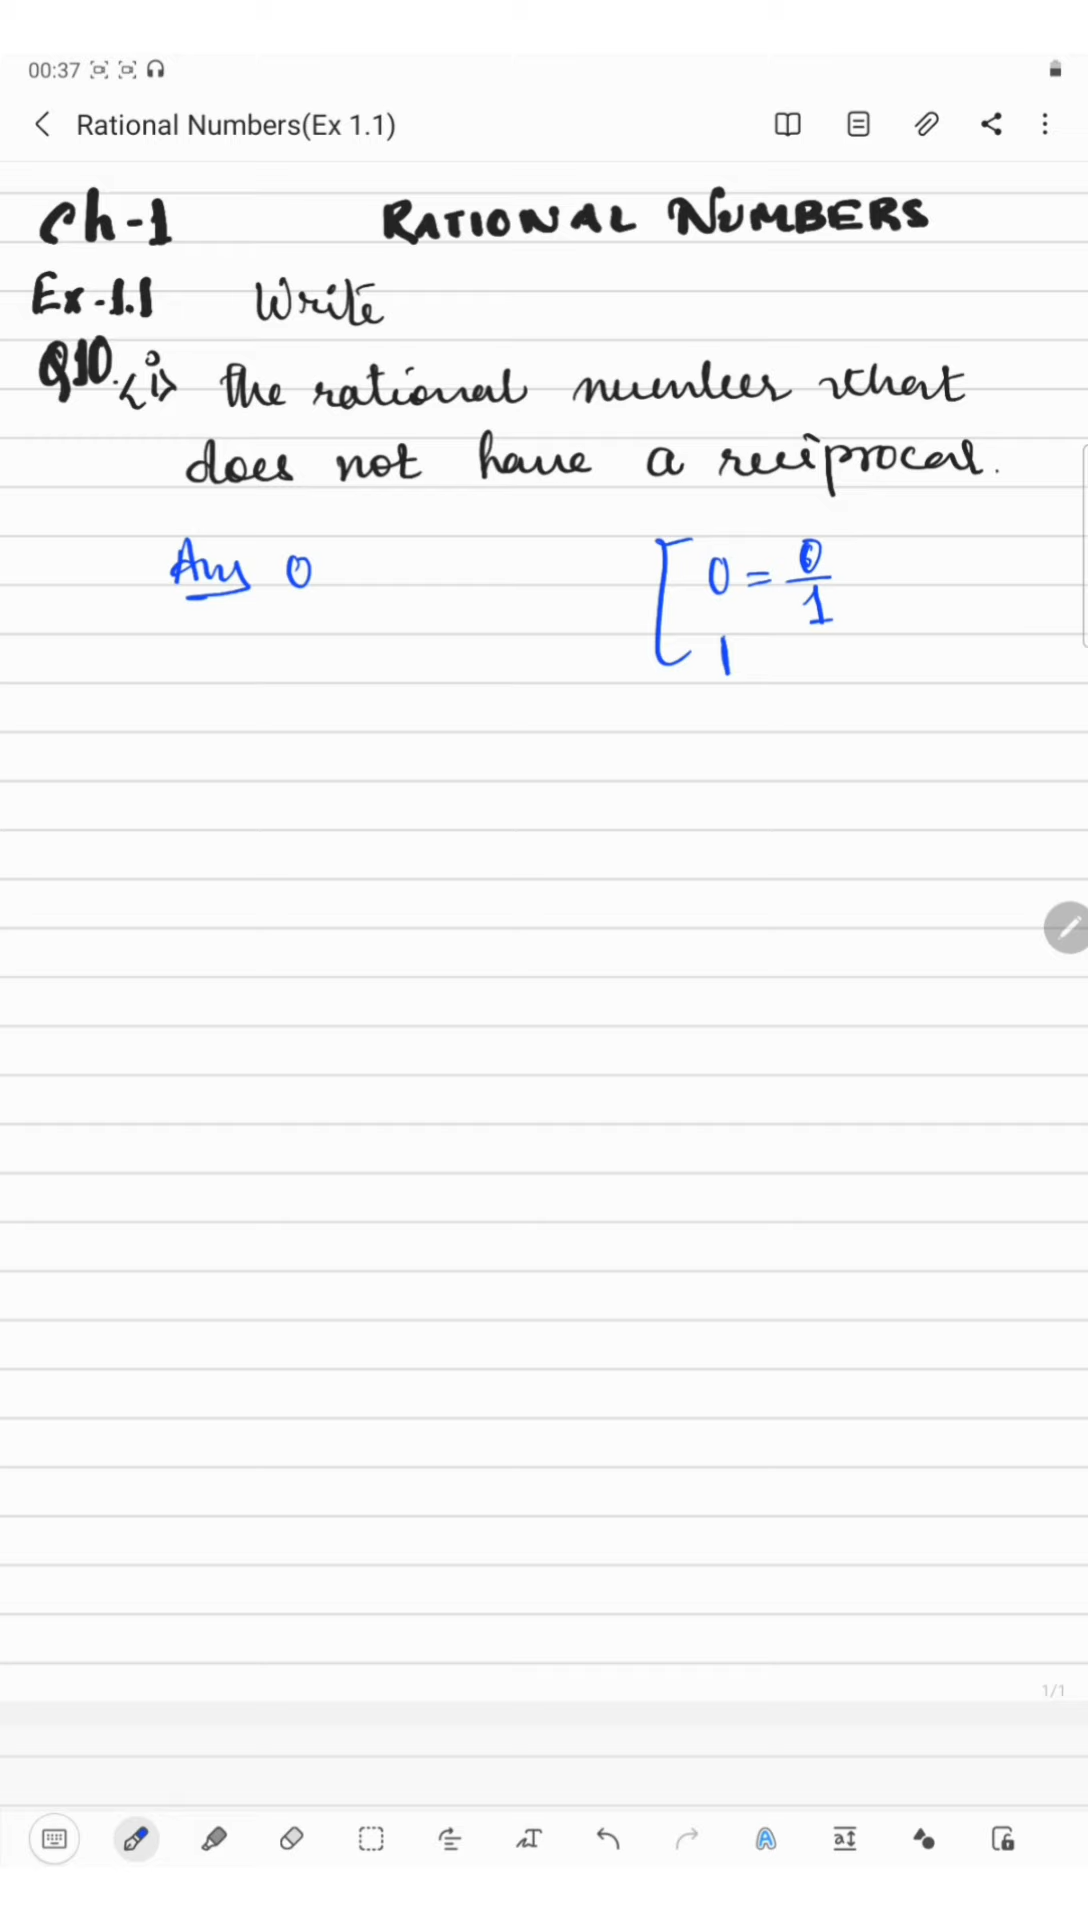 00:37
Rational Numbers(Ex 1.1)
Ch-1 RATIONAL NUMBERS
Ex-1.1 Write
Q10.<i> the rational number that
does not have a reciprocal.
Ans 0 [ 0 = 0/1
1
1/1